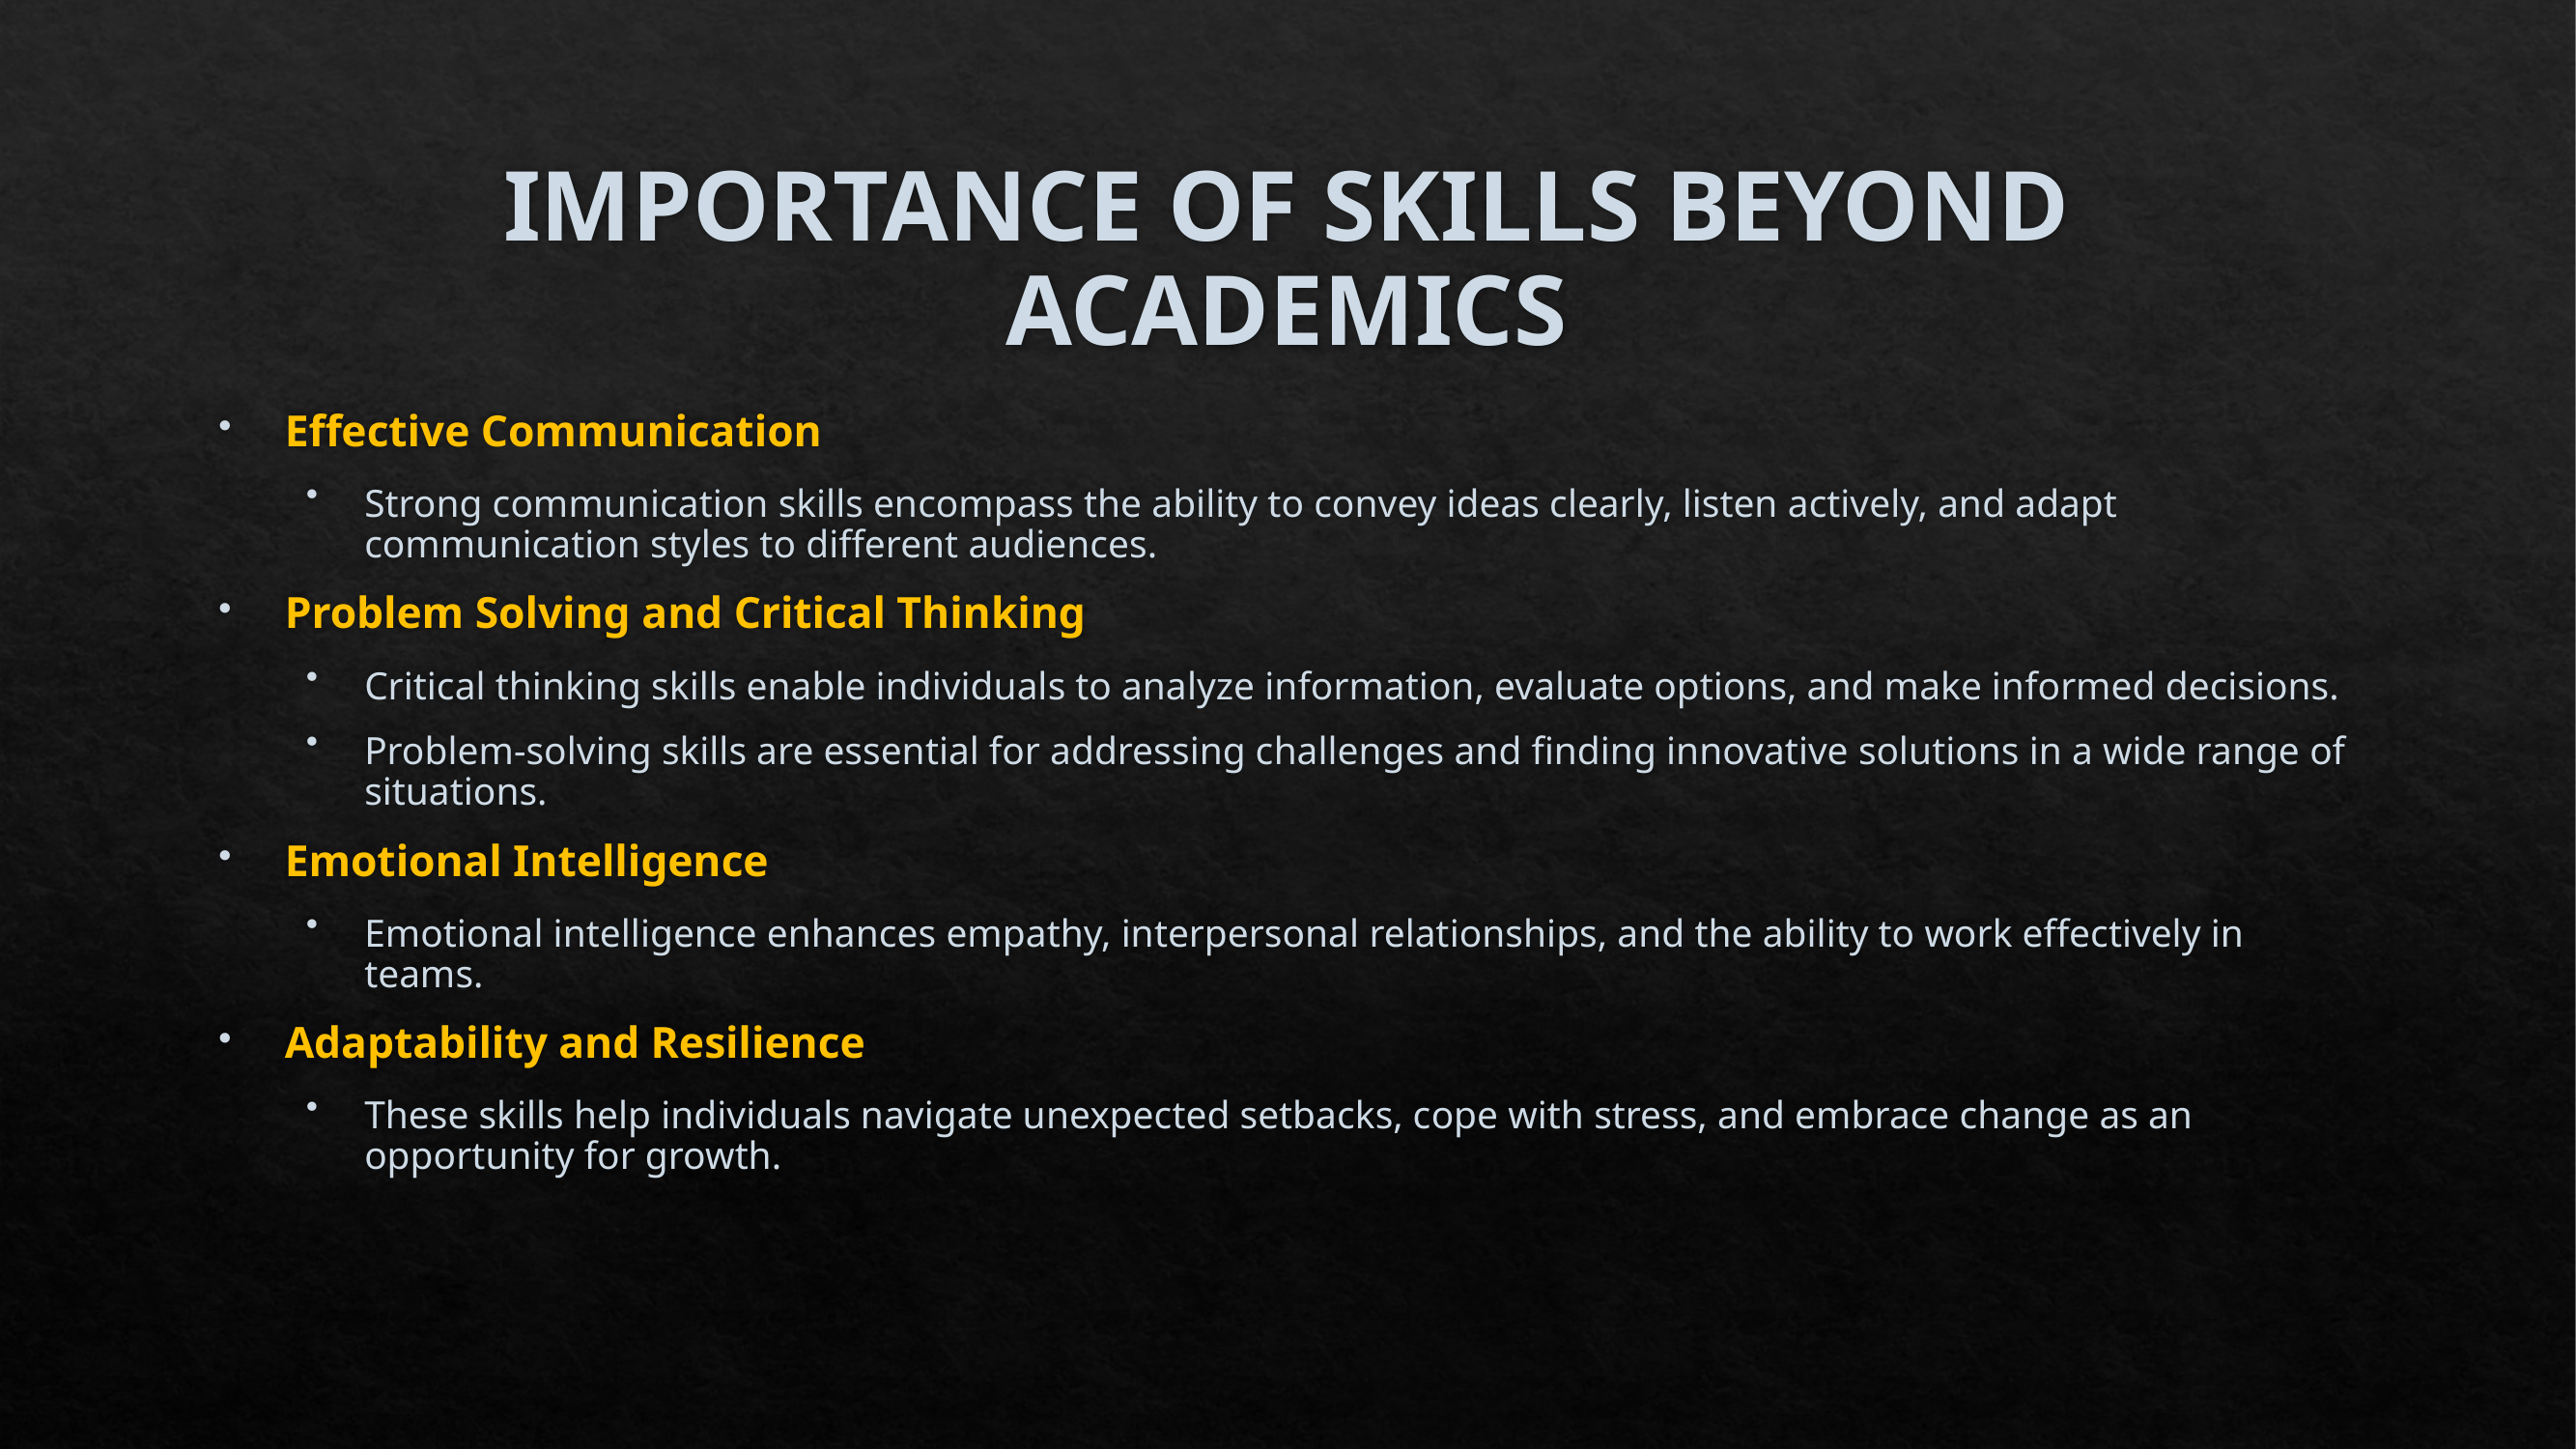 IMPORTANCE OF SKILLS BEYOND
ACADEMICS
• Effective Communication
• Strong communication skills encompass the ability to convey ideas clearly, listen actively, and adapt
communication styles to different audiences.
• Problem Solving and Critical Thinking
• Critical thinking skills enable individuals to analyze information, evaluate options, and make informed decisions.
• Problem-solving skills are essential for addressing challenges and finding innovative solutions in a wide range of
situations.
• Emotional Intelligence
• Emotional intelligence enhances empathy, interpersonal relationships, and the ability to work effectively in
teams.
• Adaptability and Resilience
• These skills help individuals navigate unexpected setbacks, cope with stress, and embrace change as an
opportunity for growth.